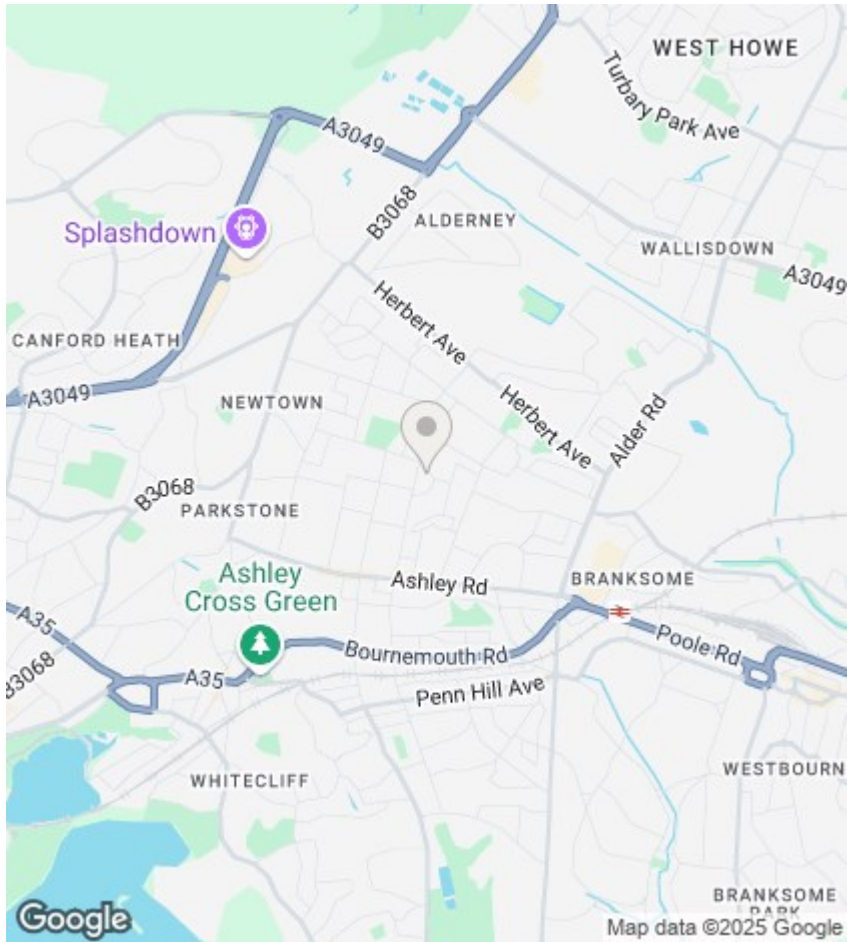 WEST HOWE
Turbary Park Ave
A3049
B3068
ALDERNEY
Splashdown
WALLISDOWN
A3049
Herbert Ave
CANFORD HEATH
A3049
NEWTOWN
Herbert Ave
Alder Rd
B3068
PARKSTONE
Ashley Rd
BRANKSOME
Ashley
Cross Green
A35
Bournemouth Rd
Poole Rd
B3068
A35
Penn Hill Ave
WHITECLIFF
WESTBOURN
BRANKSOME
PARK
Google
Map data ©2025 Google